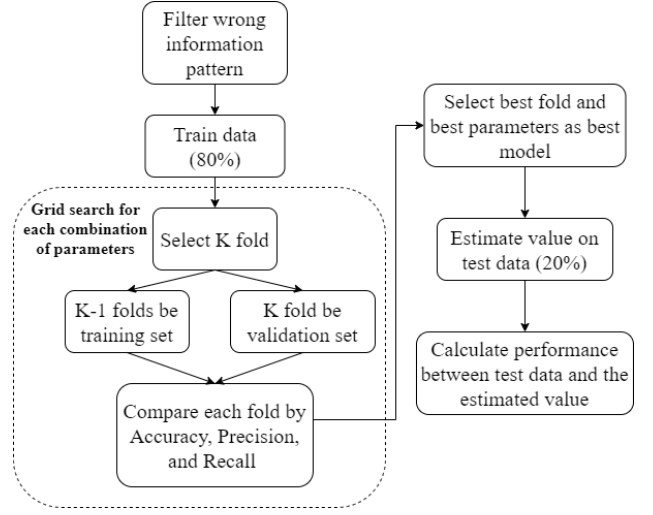 Filter wrong
information
pattern
Train data
(80%)
Grid search for
each combination
of parameters
Select K fold
K-1 folds be
training set
K fold be
validation set
Compare each fold by
Accuracy, Precision,
and Recall
Select best fold and
best parameters as best
model
Estimate value on
test data (20%)
Calculate performance
between test data and the
estimated value